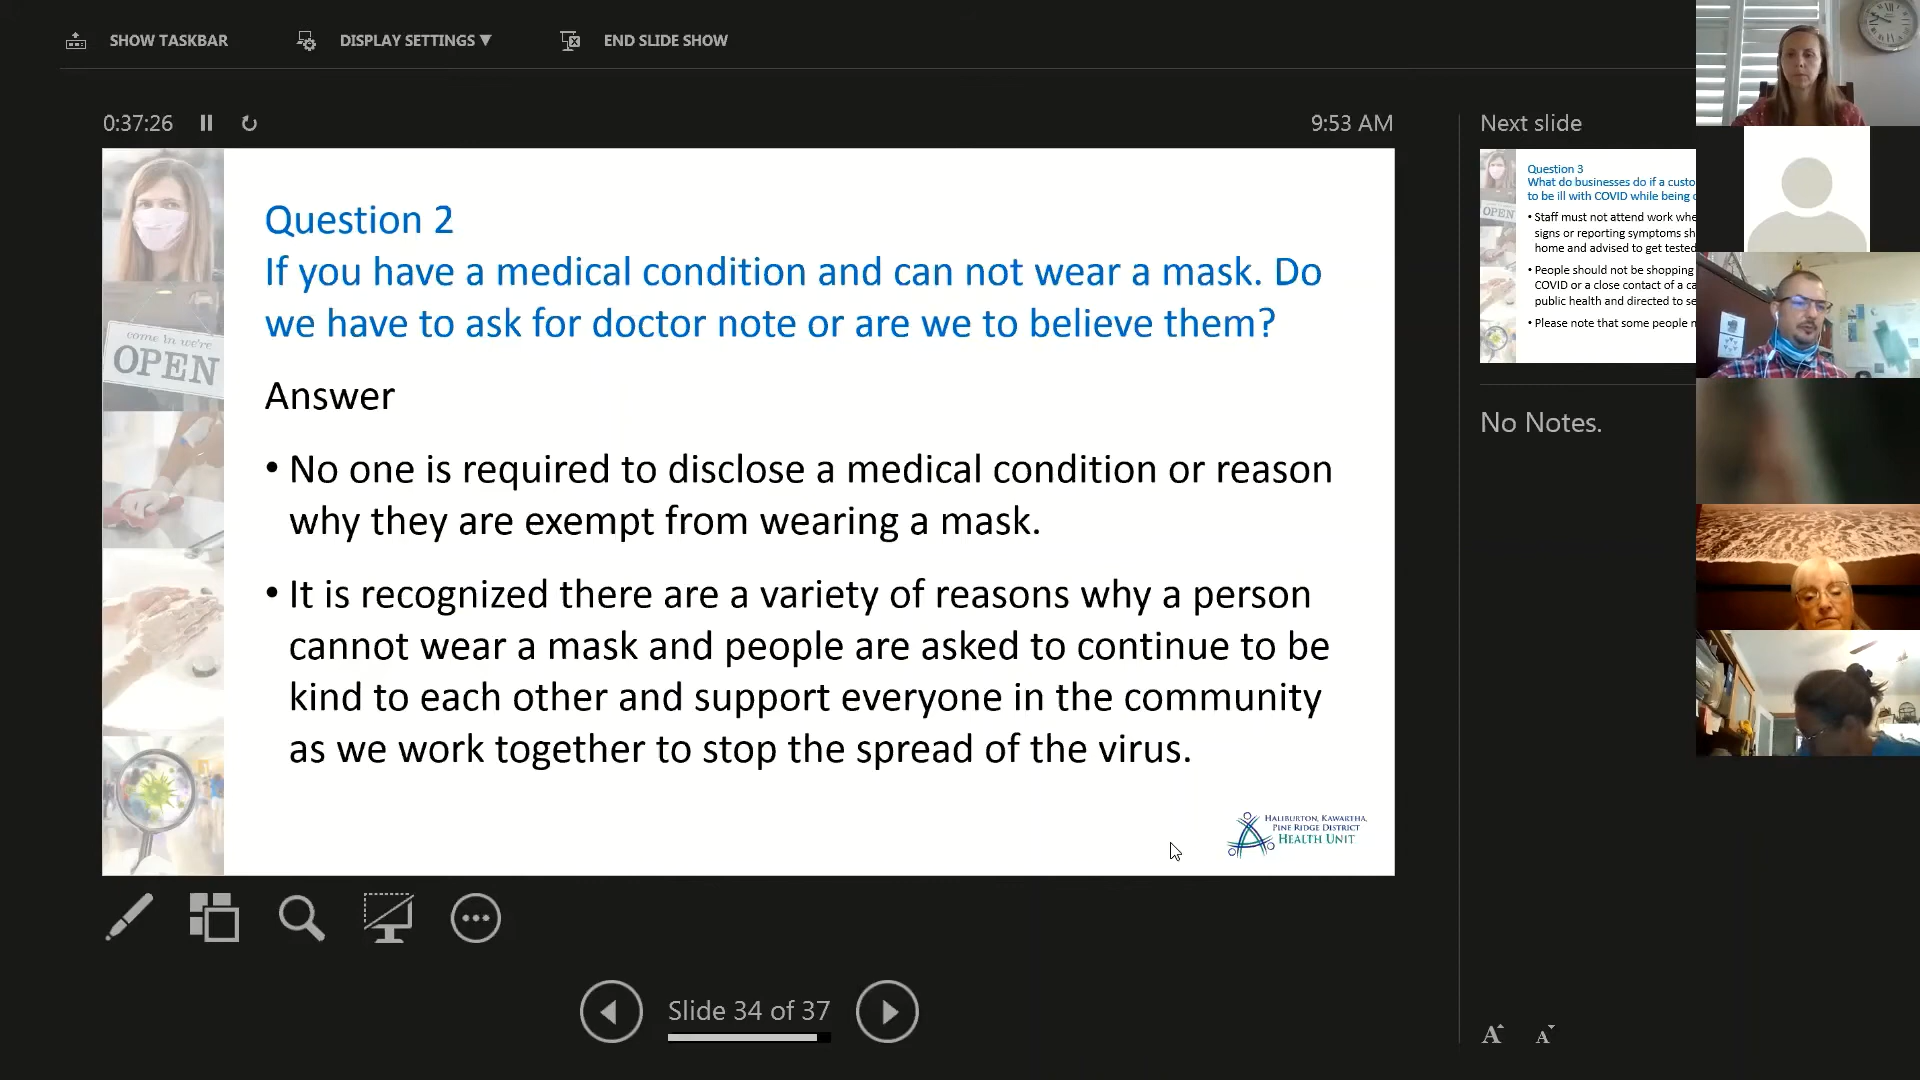 SHOW TASKBAR
DISPLAY SETTINGS ▼
END SLIDE SHOW
0:37:26
9:53 AM
Question 2
If you have a medical condition and can not wear a mask. Do
we have to ask for doctor note or are we to believe them?
Answer
• No one is required to disclose a medical condition or reason
why they are exempt from wearing a mask.
• It is recognized there are a variety of reasons why a person
cannot wear a mask and people are asked to continue to be
kind to each other and support everyone in the community
as we work together to stop the spread of the virus.
come in we're
OPEN
HALIBURTON, KAWARTHA,
PINE RIDGE DISTRICT
HEALTH UNIT
Slide 34 of 37
Next slide
Question 3
What do businesses do if a custo
to be ill with COVID while being
• Staff must not attend work whe
signs or reporting symptoms sh
home and advised to get tested
• People should not be shopping
COVID or a close contact of a ca
public health and directed to se
• Please note that some people
OPEN
No Notes.
A
A